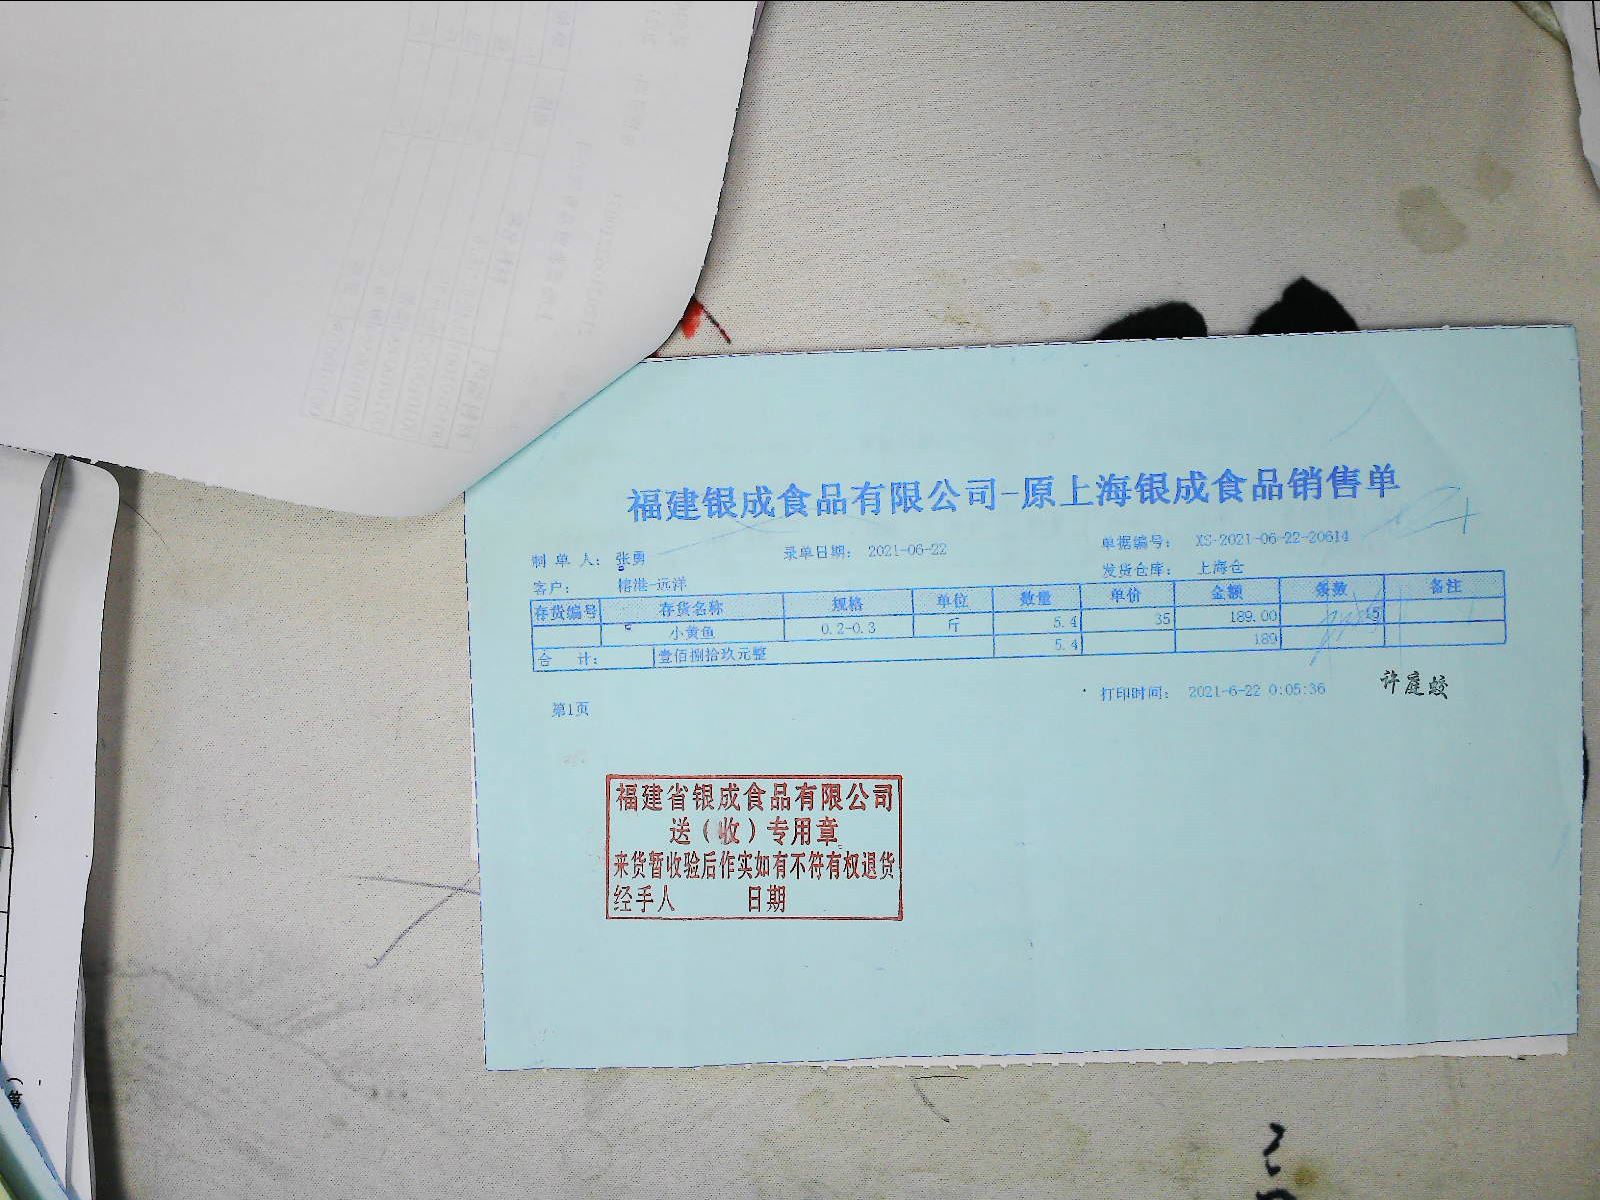 福建银成食品有限公司-原上海银成食品销售单
制 单 人： 张勇 录单日期： 2021-06-22 单据编号： XS-2021-06-22-20614
客户： 榕港-远洋 发货仓库： 上海仓
存货编号 存货名称 规格 单位 数量 单价 金额 条数 备注
小黄鱼 0.2-0.3 斤 5.4 35 189.00 15
合 计： 壹佰捌拾玖元整 5.4 189
第1页 打印时间： 2021-6-22 0:05:36 许庭蛟
福建省银成食品有限公司
送（收）专用章
来货暂收验后作实如有不符有权退货
经手人 日期